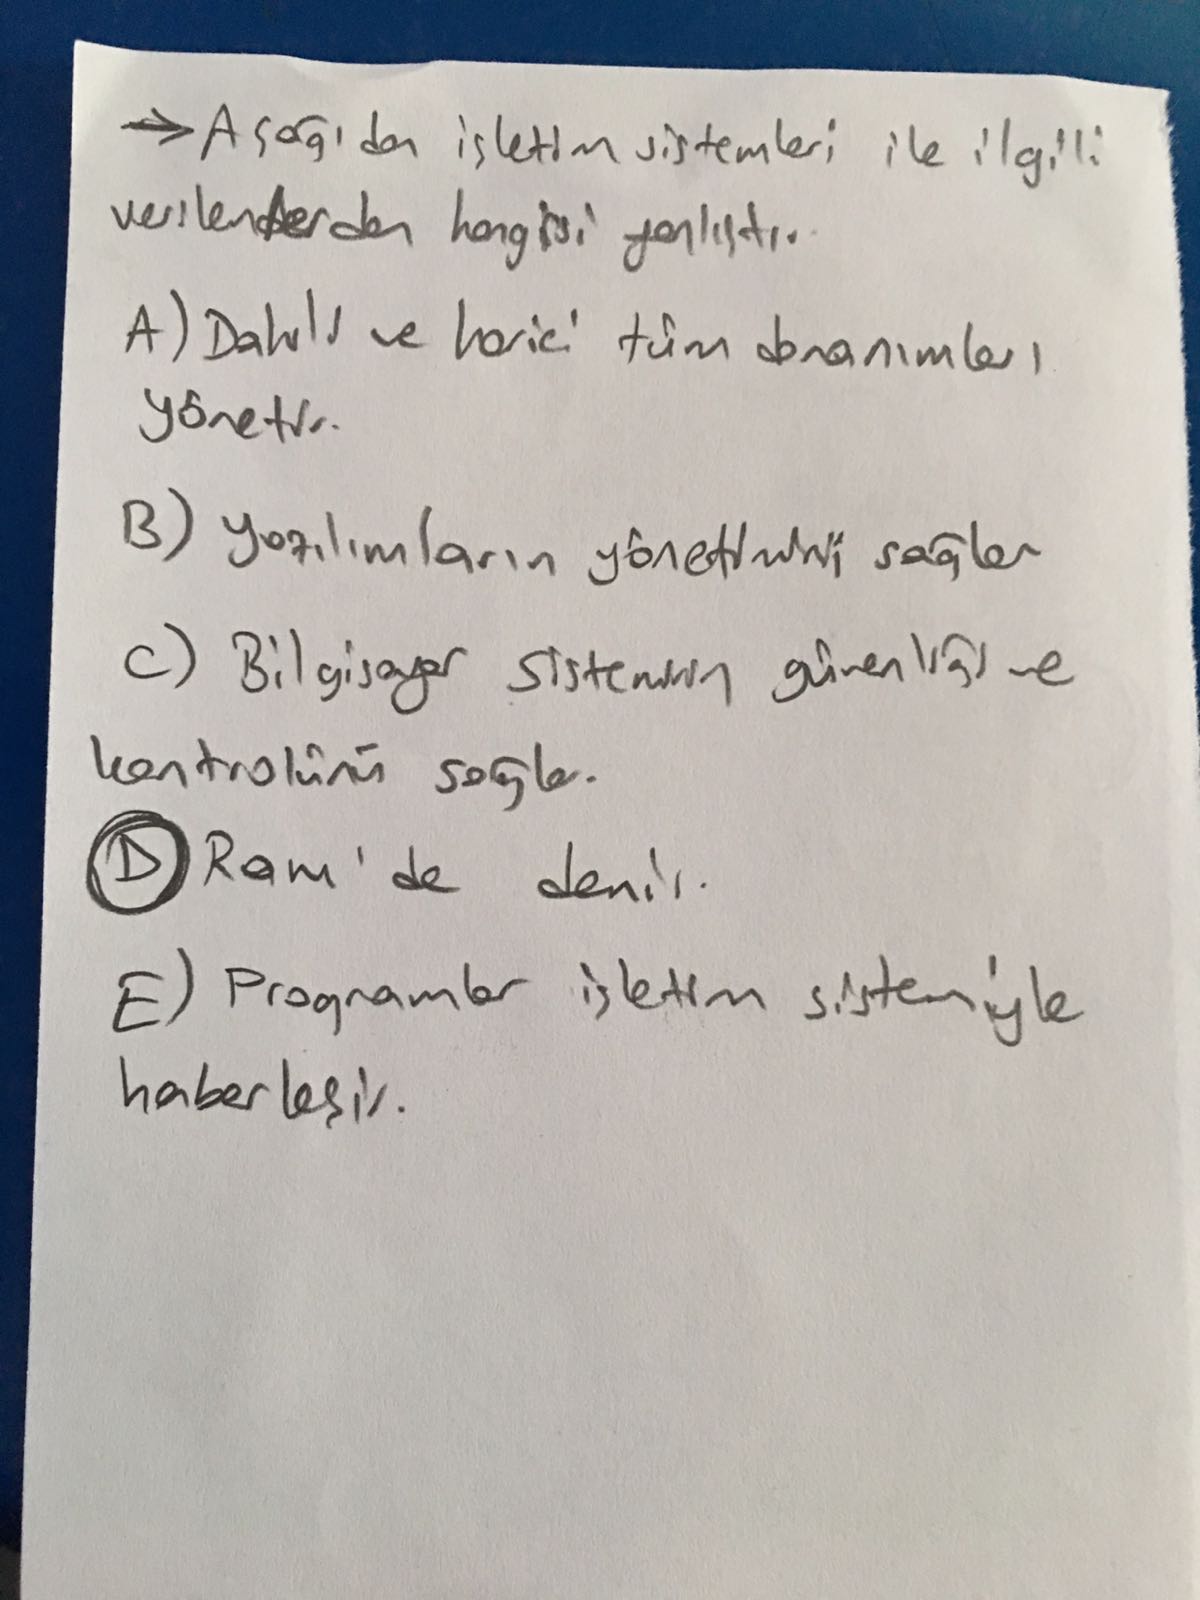 → Aşağıdan işletim sistemleri ile ilgili
verilenlerden hangisi yanlıştır.
A) Dahili ve harici tüm donanımları
yönetir.
B) Yazılımların yönetimini sağlar
C) Bilgisayar sisteminin güvenliği ve
kontrolünü sağlar.
D) Ram'de denir.
E) Programlar işletim sistemiyle
haberleşir.